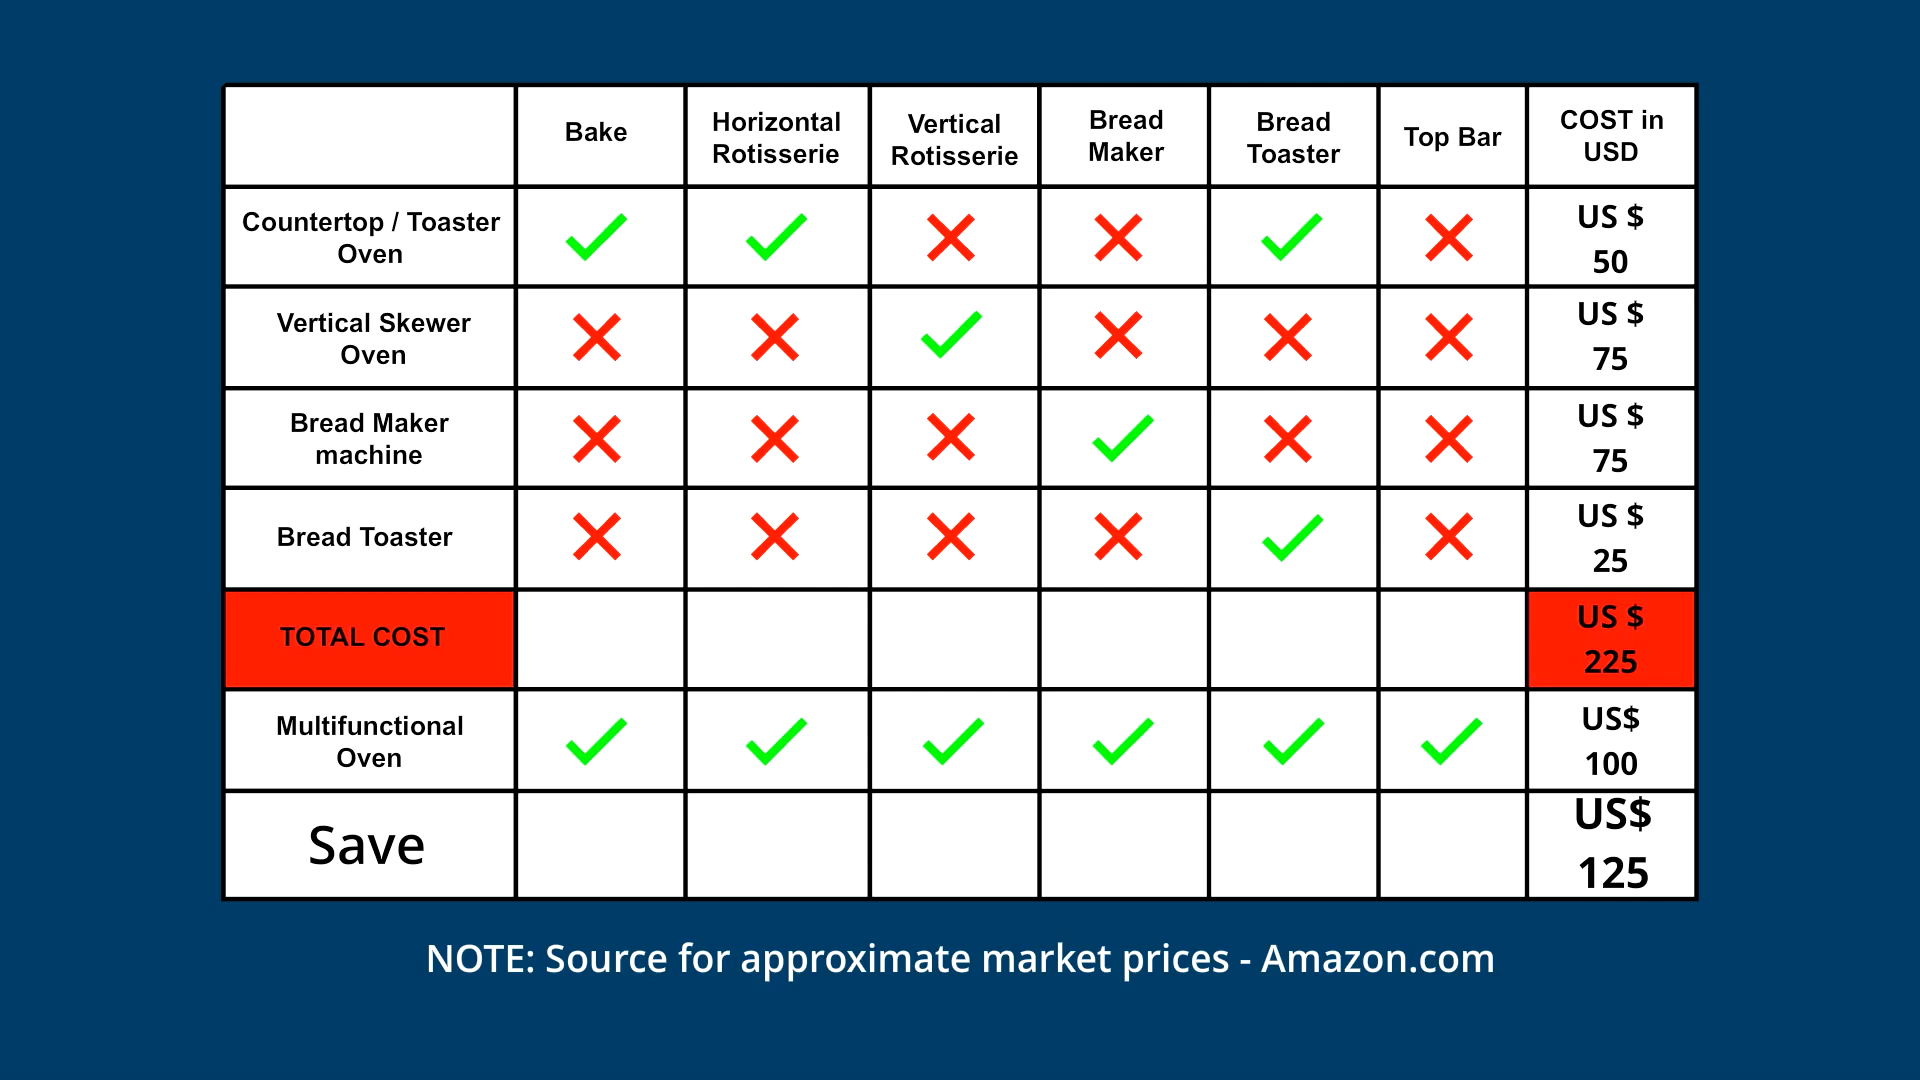 Bake
Horizontal
Rotisserie
Vertical
Rotisserie
Bread
Maker
Bread
Toaster
Top Bar
COST in
USD
Countertop / Toaster
Oven
US $
50
Vertical Skewer
Oven
US $
75
Bread Maker
machine
US $
75
Bread Toaster
US $
25
TOTAL COST
US $
225
Multifunctional
Oven
US$
100
Save
US$
125
NOTE: Source for approximate market prices - Amazon.com